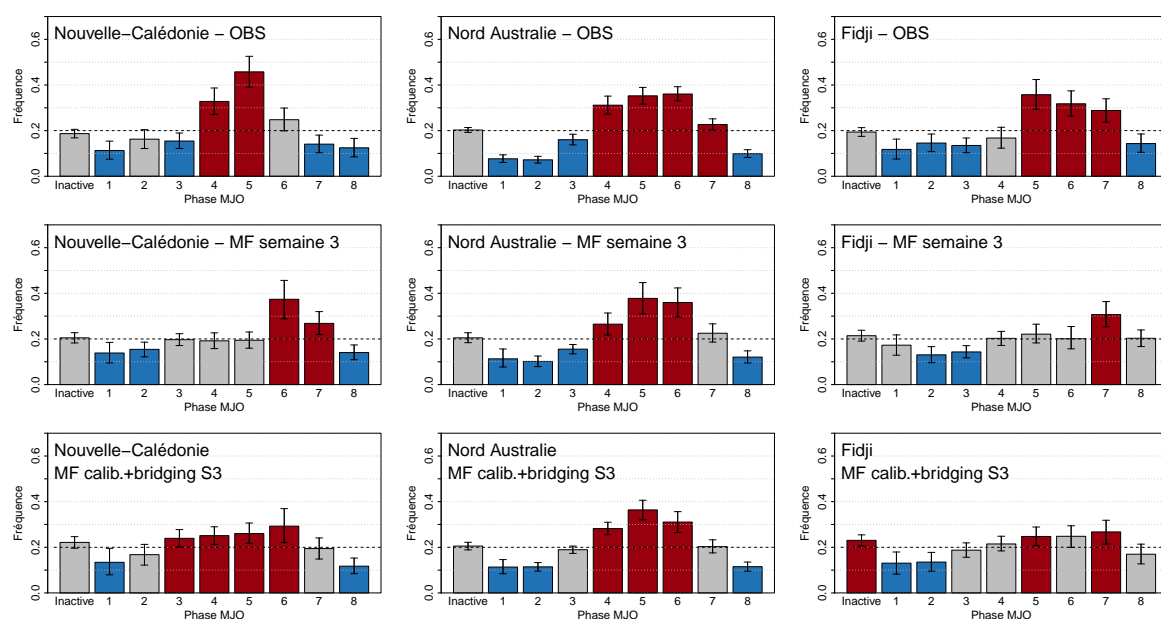 Nouvelle−Calédonie − OBS
Fréquence
0.0 0.2 0.4 0.6
Inactive 1 2 3 4 5 6 7 8
Phase MJO
Nord Australie − OBS
Fréquence
0.0 0.2 0.4 0.6
Inactive 1 2 3 4 5 6 7 8
Phase MJO
Fidji − OBS
Fréquence
0.0 0.2 0.4 0.6
Inactive 1 2 3 4 5 6 7 8
Phase MJO
Nouvelle−Calédonie − MF semaine 3
Fréquence
0.0 0.2 0.4 0.6
Inactive 1 2 3 4 5 6 7 8
Phase MJO
Nord Australie − MF semaine 3
Fréquence
0.0 0.2 0.4 0.6
Inactive 1 2 3 4 5 6 7 8
Phase MJO
Fidji − MF semaine 3
Fréquence
0.0 0.2 0.4 0.6
Inactive 1 2 3 4 5 6 7 8
Phase MJO
Nouvelle−Calédonie
MF calib.+bridging S3
Fréquence
0.0 0.2 0.4 0.6
Inactive 1 2 3 4 5 6 7 8
Phase MJO
Nord Australie
MF calib.+bridging S3
Fréquence
0.0 0.2 0.4 0.6
Inactive 1 2 3 4 5 6 7 8
Phase MJO
Fidji
MF calib.+bridging S3
Fréquence
0.0 0.2 0.4 0.6
Inactive 1 2 3 4 5 6 7 8
Phase MJO